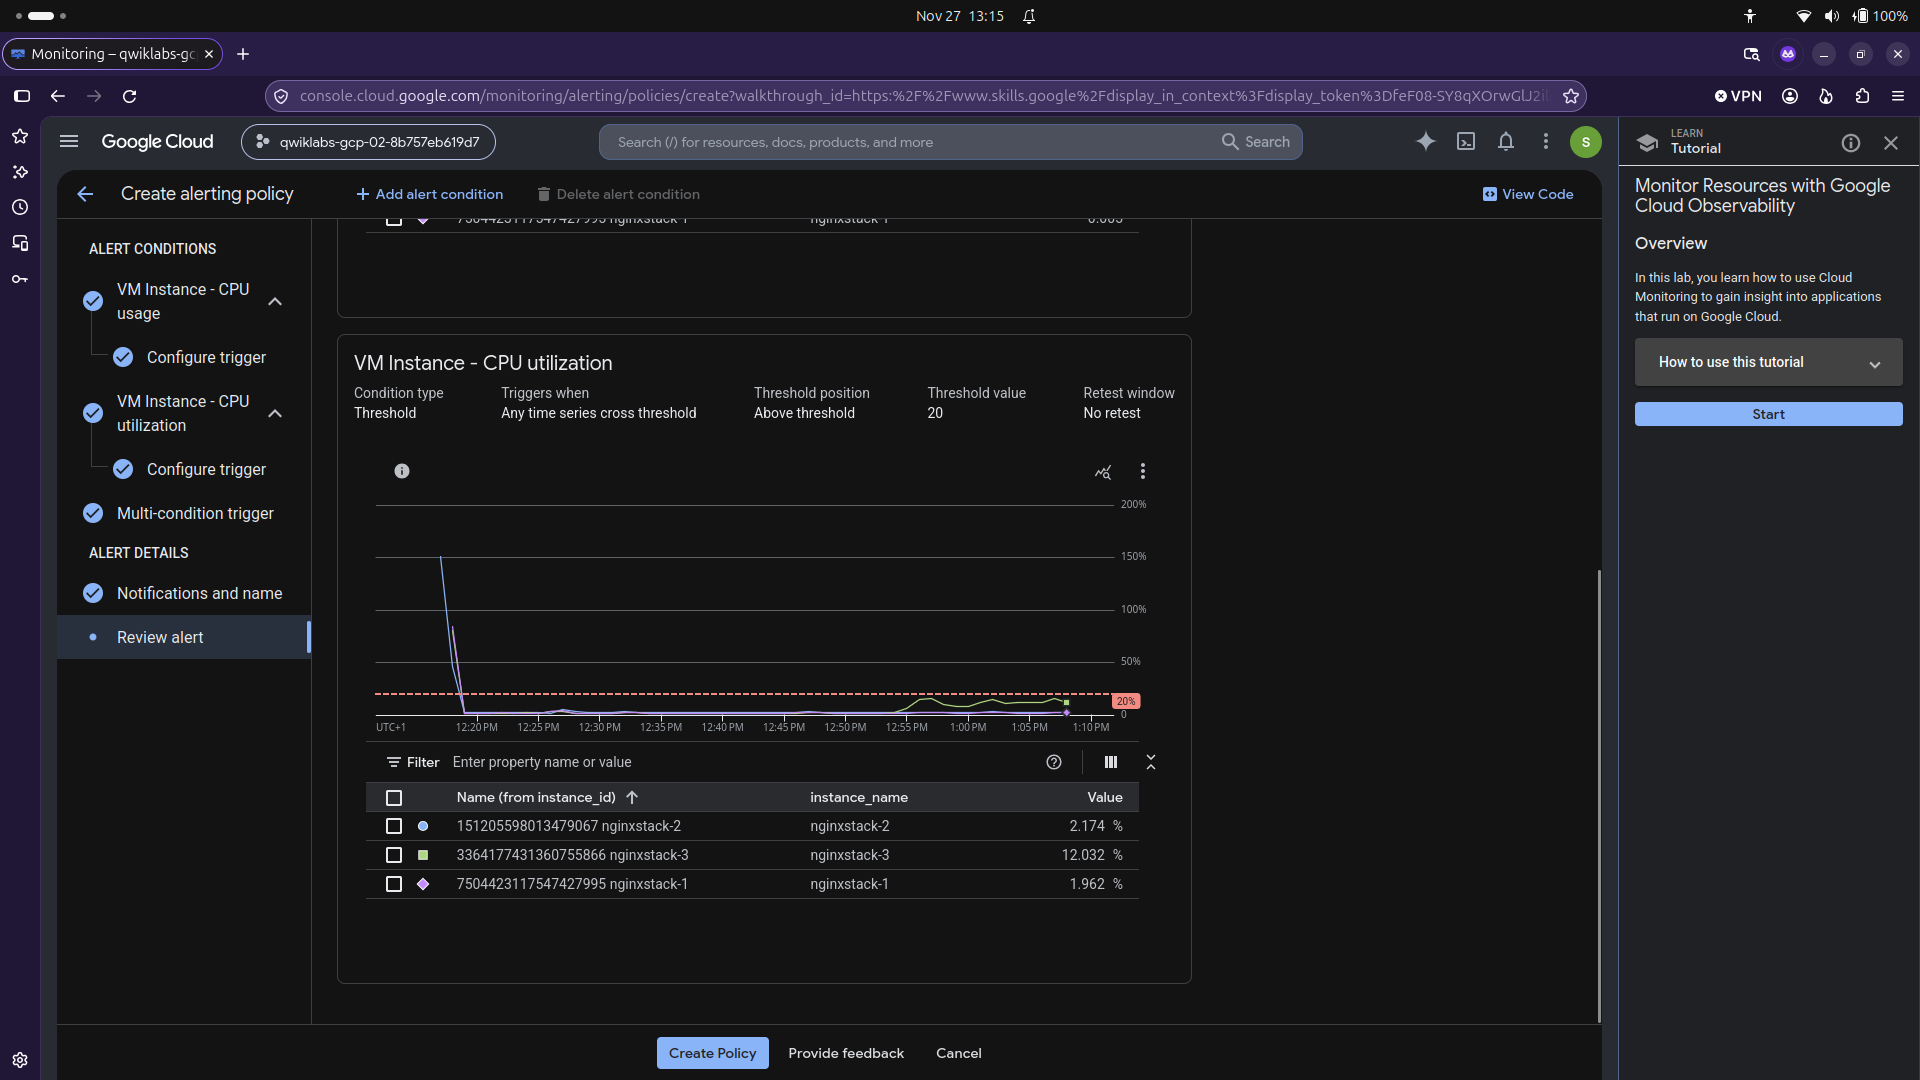 Nov 27 13:15
100%
Monitoring – qwiklabs-gc
console.cloud.google.com/monitoring/alerting/policies/create?walkthrough_id=https:%2F%2Fwww.skills.google%2Fdisplay_in_context%3Fdisplay_token%3DfeF08-SY8qXOrwGlJ2il
VPN
Google Cloud
qwiklabs-gcp-02-8b757eb619d7
Search (/) for resources, docs, products, and more
Search
S
LEARN
Tutorial
Create alerting policy
Add alert condition
Delete alert condition
View Code
Monitor Resources with Google
Cloud Observability
Overview
In this lab, you learn how to use Cloud
Monitoring to gain insight into applications
that run on Google Cloud.
How to use this tutorial
Start
ALERT CONDITIONS
VM Instance - CPU
usage
Configure trigger
VM Instance - CPU
utilization
Configure trigger
Multi-condition trigger
ALERT DETAILS
Notifications and name
Review alert
7504423117547427995 nginxstack-1 nginxstack-1
VM Instance - CPU utilization
Condition type Triggers when Threshold position Threshold value Retest window
Threshold Any time series cross threshold Above threshold 20 No retest
200%
150%
100%
50%
20%
0
UTC+1 12:20 PM 12:25 PM 12:30 PM 12:35 PM 12:40 PM 12:45 PM 12:50 PM 12:55 PM 1:00 PM 1:05 PM 1:10 PM
Filter Enter property name or value
Name (from instance_id) instance_name Value
151205598013479067 nginxstack-2 nginxstack-2 2.174 %
3364177431360755866 nginxstack-3 nginxstack-3 12.032 %
7504423117547427995 nginxstack-1 nginxstack-1 1.962 %
Create Policy
Provide feedback
Cancel